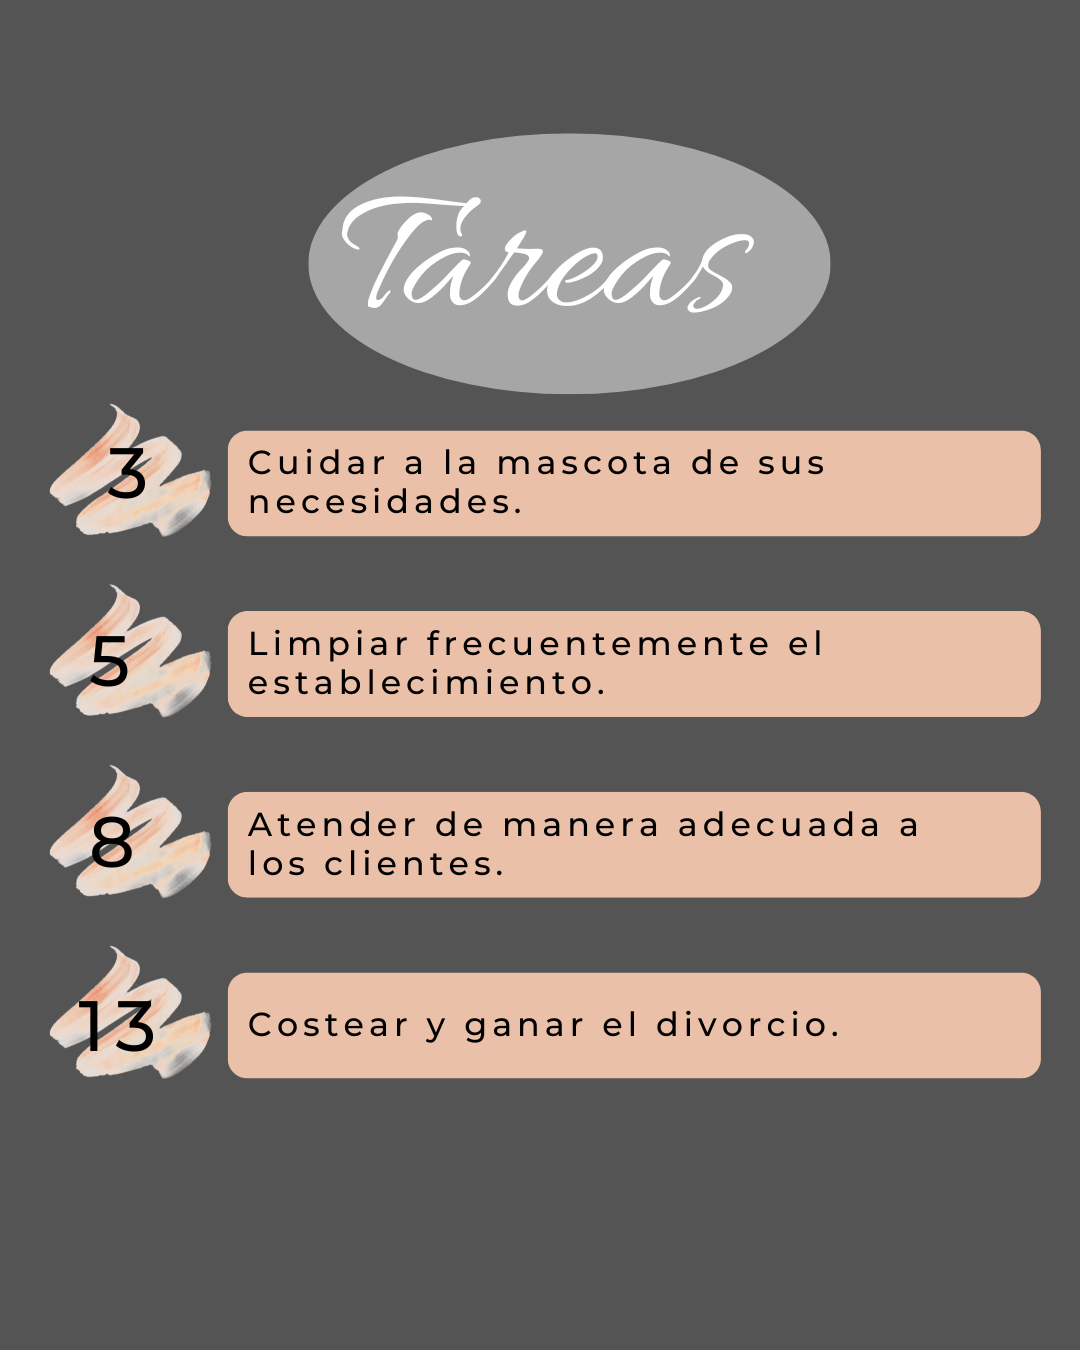 Tareas
3
Cuidar a la mascota de sus
necesidades.
5
Limpiar frecuentemente el
establecimiento.
8
Atender de manera adecuada a
los clientes.
13
Costear y ganar el divorcio.